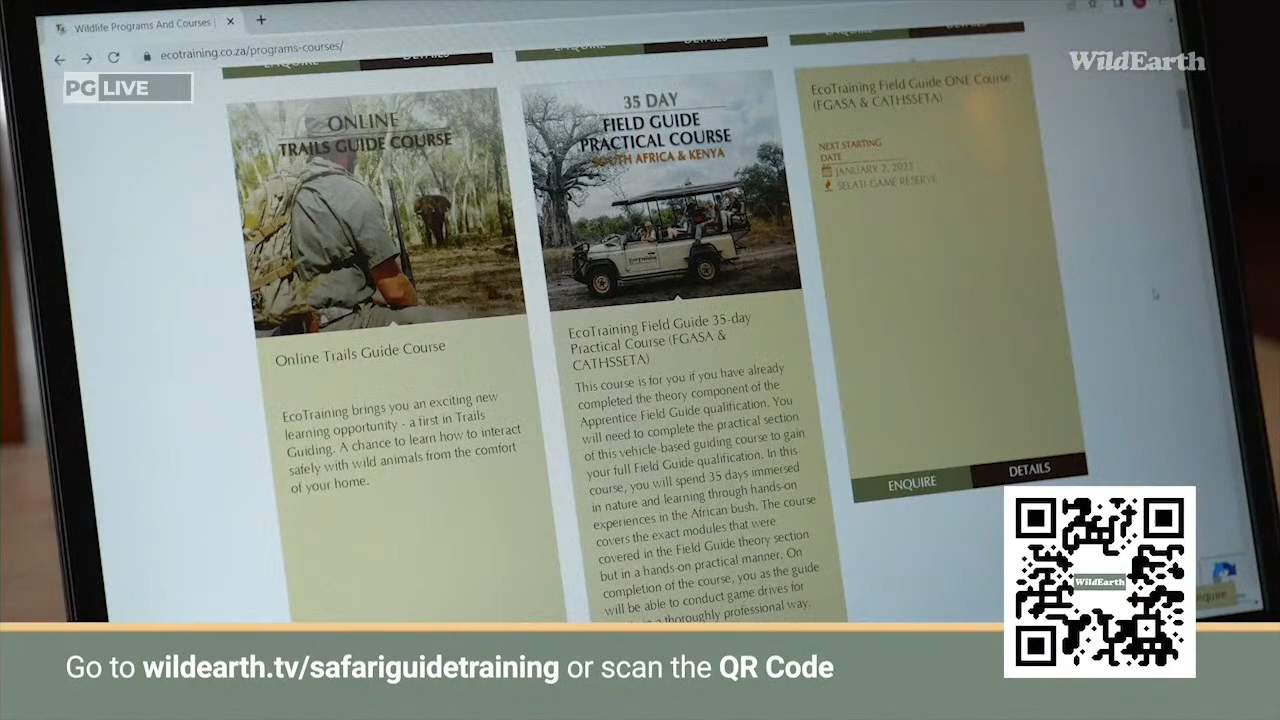 Wildlife Programs And Courses |
ecotraining.co.za/programs-courses/
PG LIVE
WildEarth
ENQUIRE
DETAILS
ENQUIRE
DETAILS
ENQUIRE
DETAILS
ONLINE
TRAILS GUIDE COURSE
Online Trails Guide Course
EcoTraining brings you an exciting new
learning opportunity - a first in Trails
Guiding. A chance to learn how to interact
safely with wild animals from the comfort
of your home.
35 DAY
FIELD GUIDE
PRACTICAL COURSE
SOUTH AFRICA & KENYA
EcoTraining
EcoTraining Field Guide 35-day
Practical Course (FGASA &
CATHSSETA)
This course is for you if you have already
completed the theory component of the
Apprentice Field Guide qualification. You
will need to complete the practical section
of this vehicle-based guiding course to gain
your full Field Guide qualification. In this
course, you will spend 35 days immersed
in nature and learning through hands-on
experiences in the African bush. The course
covers the exact modules that were
covered in the Field Guide theory section
but in a hands-on practical manner. On
completion of the course, you as the guide
will be able to conduct game drives for
a thoroughly professional way.
EcoTraining Field Guide ONE Course
(FGASA & CATHSSETA)
NEXT STARTING
DATE
JANUARY 2, 2023
SELATI GAME RESERVE
ENQUIRE
DETAILS
WildEarth
Enquire
Go to wildearth.tv/safariguidetraining or scan the QR Code